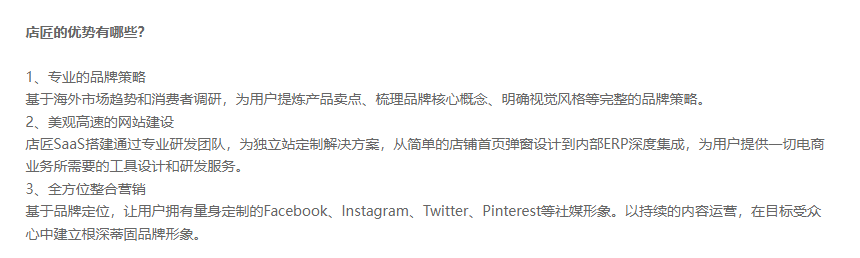 店匠的优势有哪些?
1、专业的品牌策略
基于海外市场趋势和消费者调研，为用户提炼产品卖点、梳理品牌核心概念、明确视觉风格等完整的品牌策略。
2、美观高速的网站建设
店匠SaaS搭建通过专业研发团队，为独立站定制解决方案，从简单的店铺首页弹窗设计到内部ERP深度集成，为用户提供一切电商
业务所需要的工具设计和研发服务。
3、全方位整合营销
基于品牌定位，让用户拥有量身定制的Facebook、Instagram、Twitter、Pinterest等社媒形象。以持续的内容运营，在目标受众
心中建立根深蒂固品牌形象。